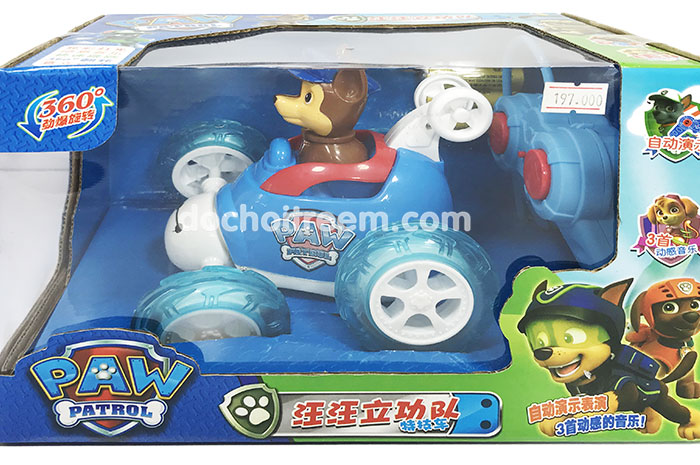 360°
劲爆旋转
197.000
自动演示
3首
动感音乐
dochoitreem.com
PAW
PATROL
PAW
PATROL
汪汪立功队
特技车
自动演示表演
3首动感的音乐!